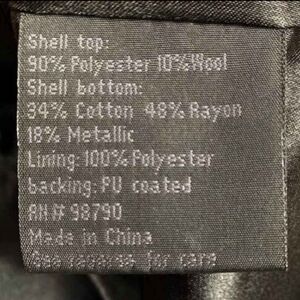 Shell top:
90% Polyester 10%Wool
Shell bottom:
34% Cotton 48% Rayon
18% Metallic
Lining: 100% Polyester
backing: PU coated
RN# 98790
Made in China
See reverse for care